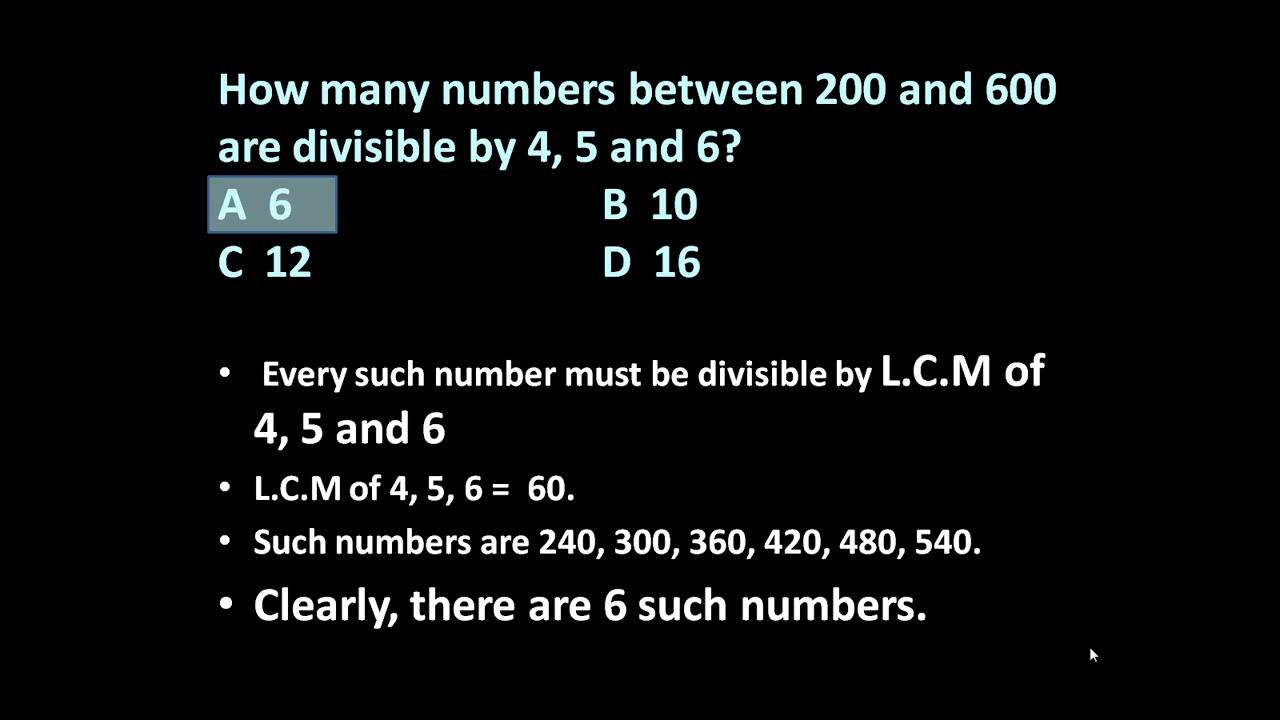 How many numbers between 200 and 600
are divisible by 4, 5 and 6?
A 6 B 10
C 12 D 16
• Every such number must be divisible by L.C.M of
4, 5 and 6
• L.C.M of 4, 5, 6 = 60.
• Such numbers are 240, 300, 360, 420, 480, 540.
• Clearly, there are 6 such numbers.